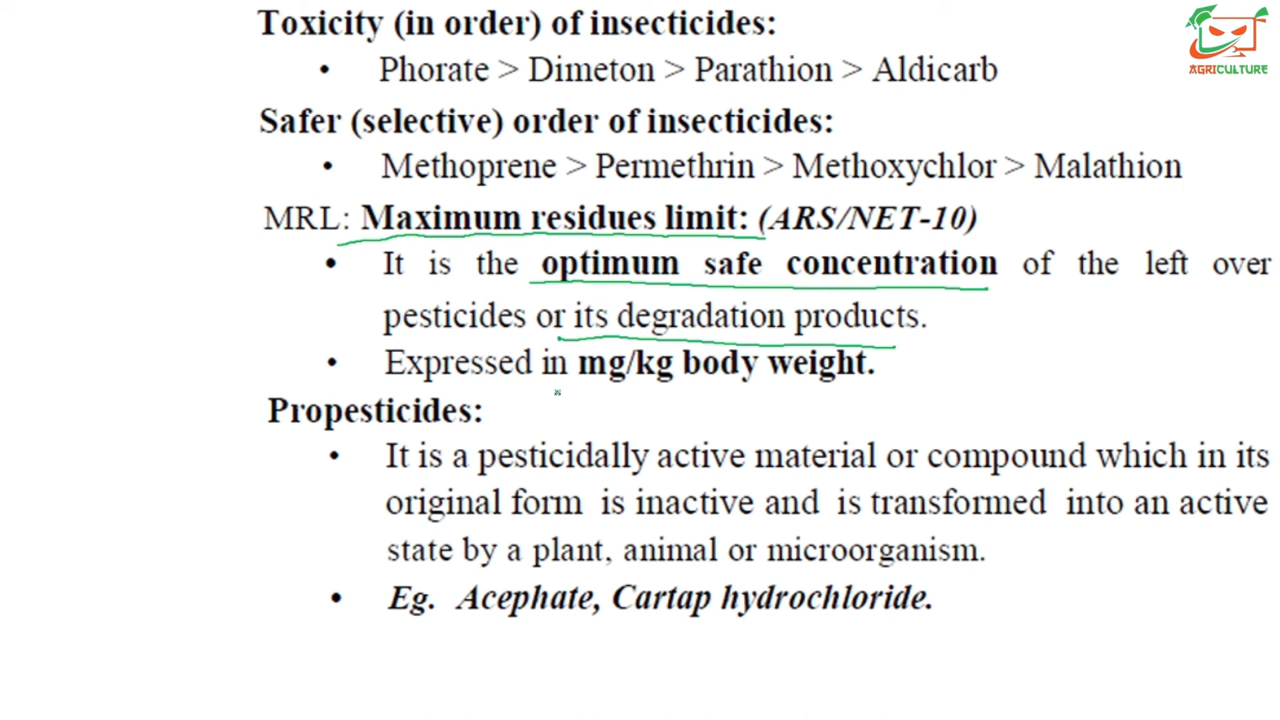 Toxicity (in order) of insecticides:
AGRICULTURE
• Phorate > Dimeton > Parathion > Aldicarb
Safer (selective) order of insecticides:
• Methoprene > Permethrin > Methoxychlor > Malathion
MRL: Maximum residues limit: (ARS/NET-10)
• It is the optimum safe concentration of the left over
pesticides or its degradation products.
• Expressed in mg/kg body weight.
Propesticides:
• It is a pesticidally active material or compound which in its
original form is inactive and is transformed into an active
state by a plant, animal or microorganism.
• Eg. Acephate, Cartap hydrochloride.